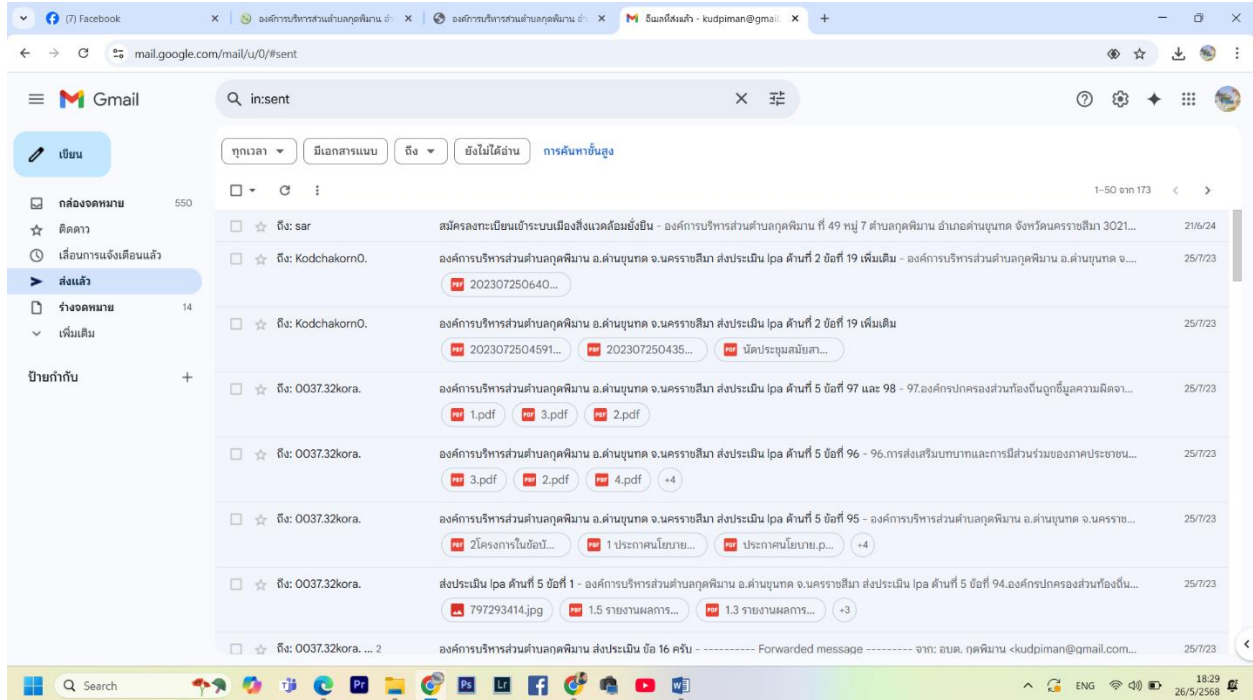 (7) Facebook
องค์การบริหารส่วนตำบลกุดพิมาน อำ
องค์การบริหารส่วนตำบลกุดพิมาน อำ
อีเมลที่ส่งแล้ว - kudpiman@gmail.
mail.google.com/mail/u/0/#sent
Gmail
in:sent
เขียน
ทุกเวลา
มีเอกสารแนบ
ถึง
ยังไม่ได้อ่าน
การค้นหาขั้นสูง
1–50 จาก 173
กล่องจดหมาย 550
ติดดาว
เลื่อนการแจ้งเตือนแล้ว
ส่งแล้ว
ร่างจดหมาย 14
เพิ่มเติม
ป้ายกำกับ
ถึง: sar สมัครลงทะเบียนเข้าระบบเมืองสิ่งแวดล้อมยั่งยืน - องค์การบริหารส่วนตำบลกุดพิมาน ที่ 49 หมู่ 7 ตำบลกุดพิมาน อำเภอด่านขุนทด จังหวัดนครราชสีมา 3021... 21/6/24
ถึง: KodchakornO. องค์การบริหารส่วนตำบลกุดพิมาน อ.ด่านขุนทด จ.นครราชสีมา ส่งประเมิน lpa ด้านที่ 2 ข้อที่ 19 เพิ่มเติม - องค์การบริหารส่วนตำบลกุดพิมาน อ.ด่านขุนทด จ.... 25/7/23
PDF 202307250640...
ถึง: KodchakornO. องค์การบริหารส่วนตำบลกุดพิมาน อ.ด่านขุนทด จ.นครราชสีมา ส่งประเมิน lpa ด้านที่ 2 ข้อที่ 19 เพิ่มเติม 25/7/23
PDF 2023072504591... PDF 202307250435... PDF นัดประชุมสมัยสา...
ถึง: 0037.32kora. องค์การบริหารส่วนตำบลกุดพิมาน อ.ด่านขุนทด จ.นครราชสีมา ส่งประเมิน lpa ด้านที่ 5 ข้อที่ 97 และ 98 - 97.องค์กรปกครองส่วนท้องถิ่นถูกชี้มูลความผิดจา... 25/7/23
PDF 1.pdf PDF 3.pdf PDF 2.pdf
ถึง: 0037.32kora. องค์การบริหารส่วนตำบลกุดพิมาน อ.ด่านขุนทด จ.นครราชสีมา ส่งประเมิน lpa ด้านที่ 5 ข้อที่ 96 - 96.การส่งเสริมบทบาทและการมีส่วนร่วมของภาคประชาชน... 25/7/23
PDF 3.pdf PDF 2.pdf PDF 4.pdf +4
ถึง: 0037.32kora. องค์การบริหารส่วนตำบลกุดพิมาน อ.ด่านขุนทด จ.นครราชสีมา ส่งประเมิน lpa ด้านที่ 5 ข้อที่ 95 - องค์การบริหารส่วนตำบลกุดพิมาน อ.ด่านขุนทด จ.นครราช... 25/7/23
PDF 2โครงการในข้อบั... PDF 1 ประกาศนโยบาย... PDF ประกาศนโยบาย.p... +4
ถึง: 0037.32kora. ส่งประเมิน lpa ด้านที่ 5 ข้อที่ 1 - องค์การบริหารส่วนตำบลกุดพิมาน อ.ด่านขุนทด จ.นครราชสีมา ส่งประเมิน lpa ด้านที่ 5 ข้อที่ 94.องค์กรปกครองส่วนท้องถิ่น... 25/7/23
797293414.jpg PDF 1.5 รายงานผลการ... PDF 1.3 รายงานผลการ... +3
ถึง: 0037.32kora. ... 2 องค์การบริหารส่วนตำบลกุดพิมาน ส่งประเมิน ข้อ 16 ครับ - ---------- Forwarded message --------- จาก: อบต. กุดพิมาน <kudpiman@gmail.com... 25/7/23
Search
ENG
18:29
26/5/2568